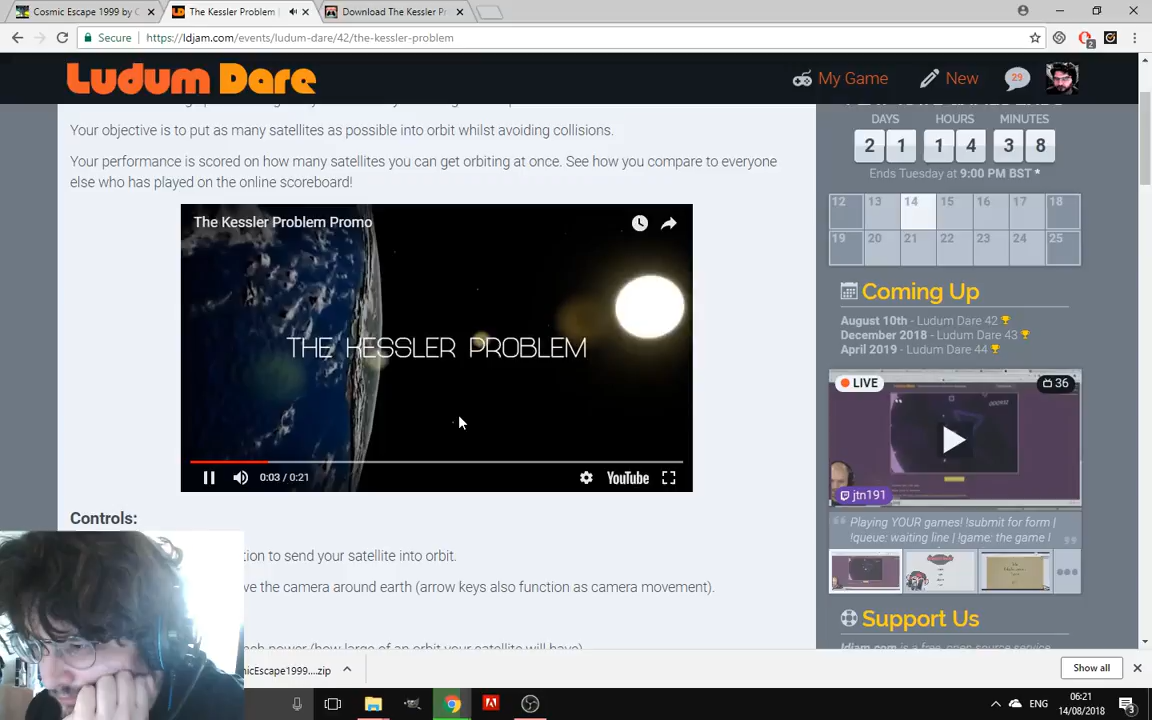 Cosmic Escape 1999 by C
The Kessler Problem
Download The Kessler Pr
Secure
https://ldjam.com/events/ludum-dare/42/the-kessler-problem
2
LUDUM DARE
My Game
New
29
Your objective is to put as many satellites as possible into orbit whilst avoiding collisions.
Your performance is scored on how many satellites you can get orbiting at once. See how you compare to everyone
else who has played on the online scoreboard!
The Kessler Problem Promo
THE KESSLER PROBLEM
0:03 / 0:21
YouTube
Controls:
tion to send your satellite into orbit.
ve the camera around earth (arrow keys also function as camera movement).
DAYS HOURS MINUTES
2 1 1 4 3 8
Ends Tuesday at 9:00 PM BST *
12 13 14 15 16 17 18
19 20 21 22 23 24 25
Coming Up
August 10th - Ludum Dare 42
December 2018 - Ludum Dare 43
April 2019 - Ludum Dare 44
LIVE
36
jtn191
Playing YOUR games! !submit for form |
!queue: waiting line | !game: the game l
Support Us
micEscape1999....zip
Show all
ENG
06:21
14/08/2018
3